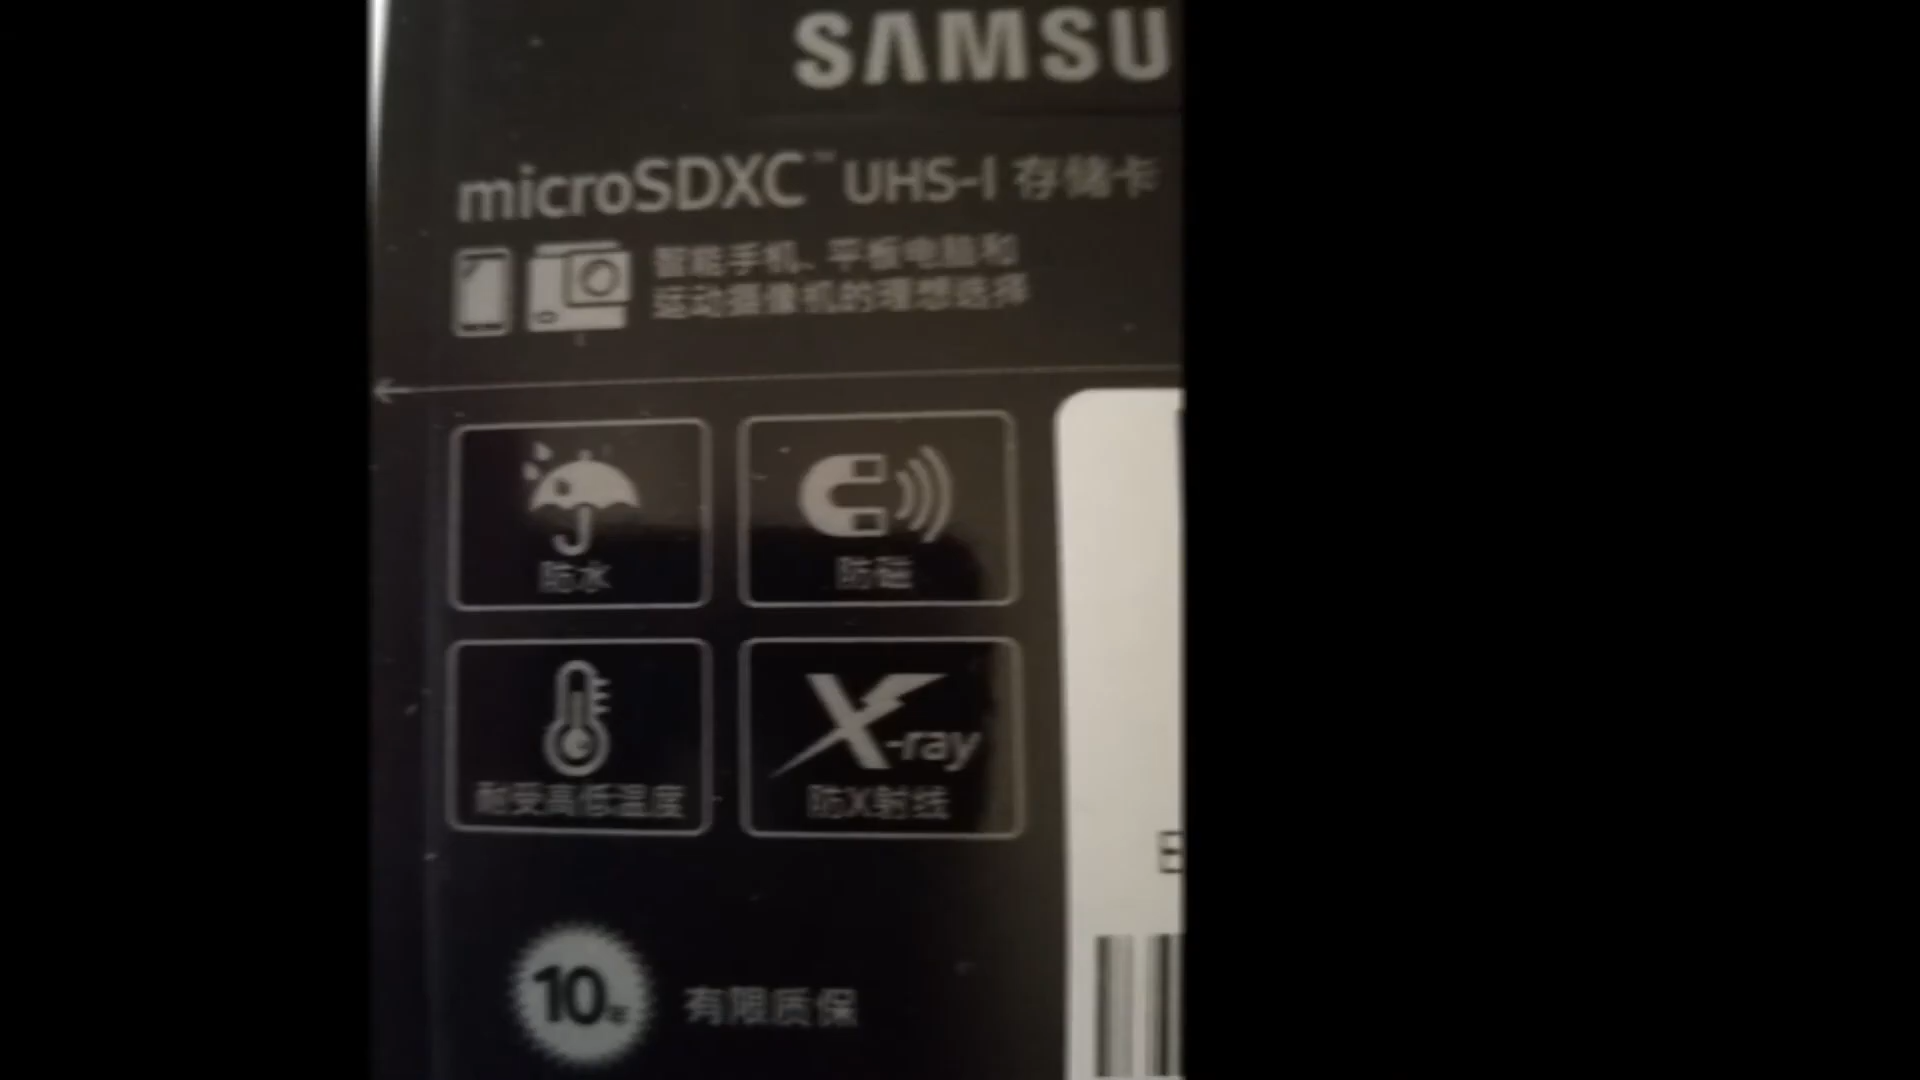 SAMSU
microSDXC™ UHS-I 存储卡
智能手机、平板电脑和
运动摄像机的理想选择
防水
防磁
耐受高低温度
X-ray
防X射线
10年
有限质保